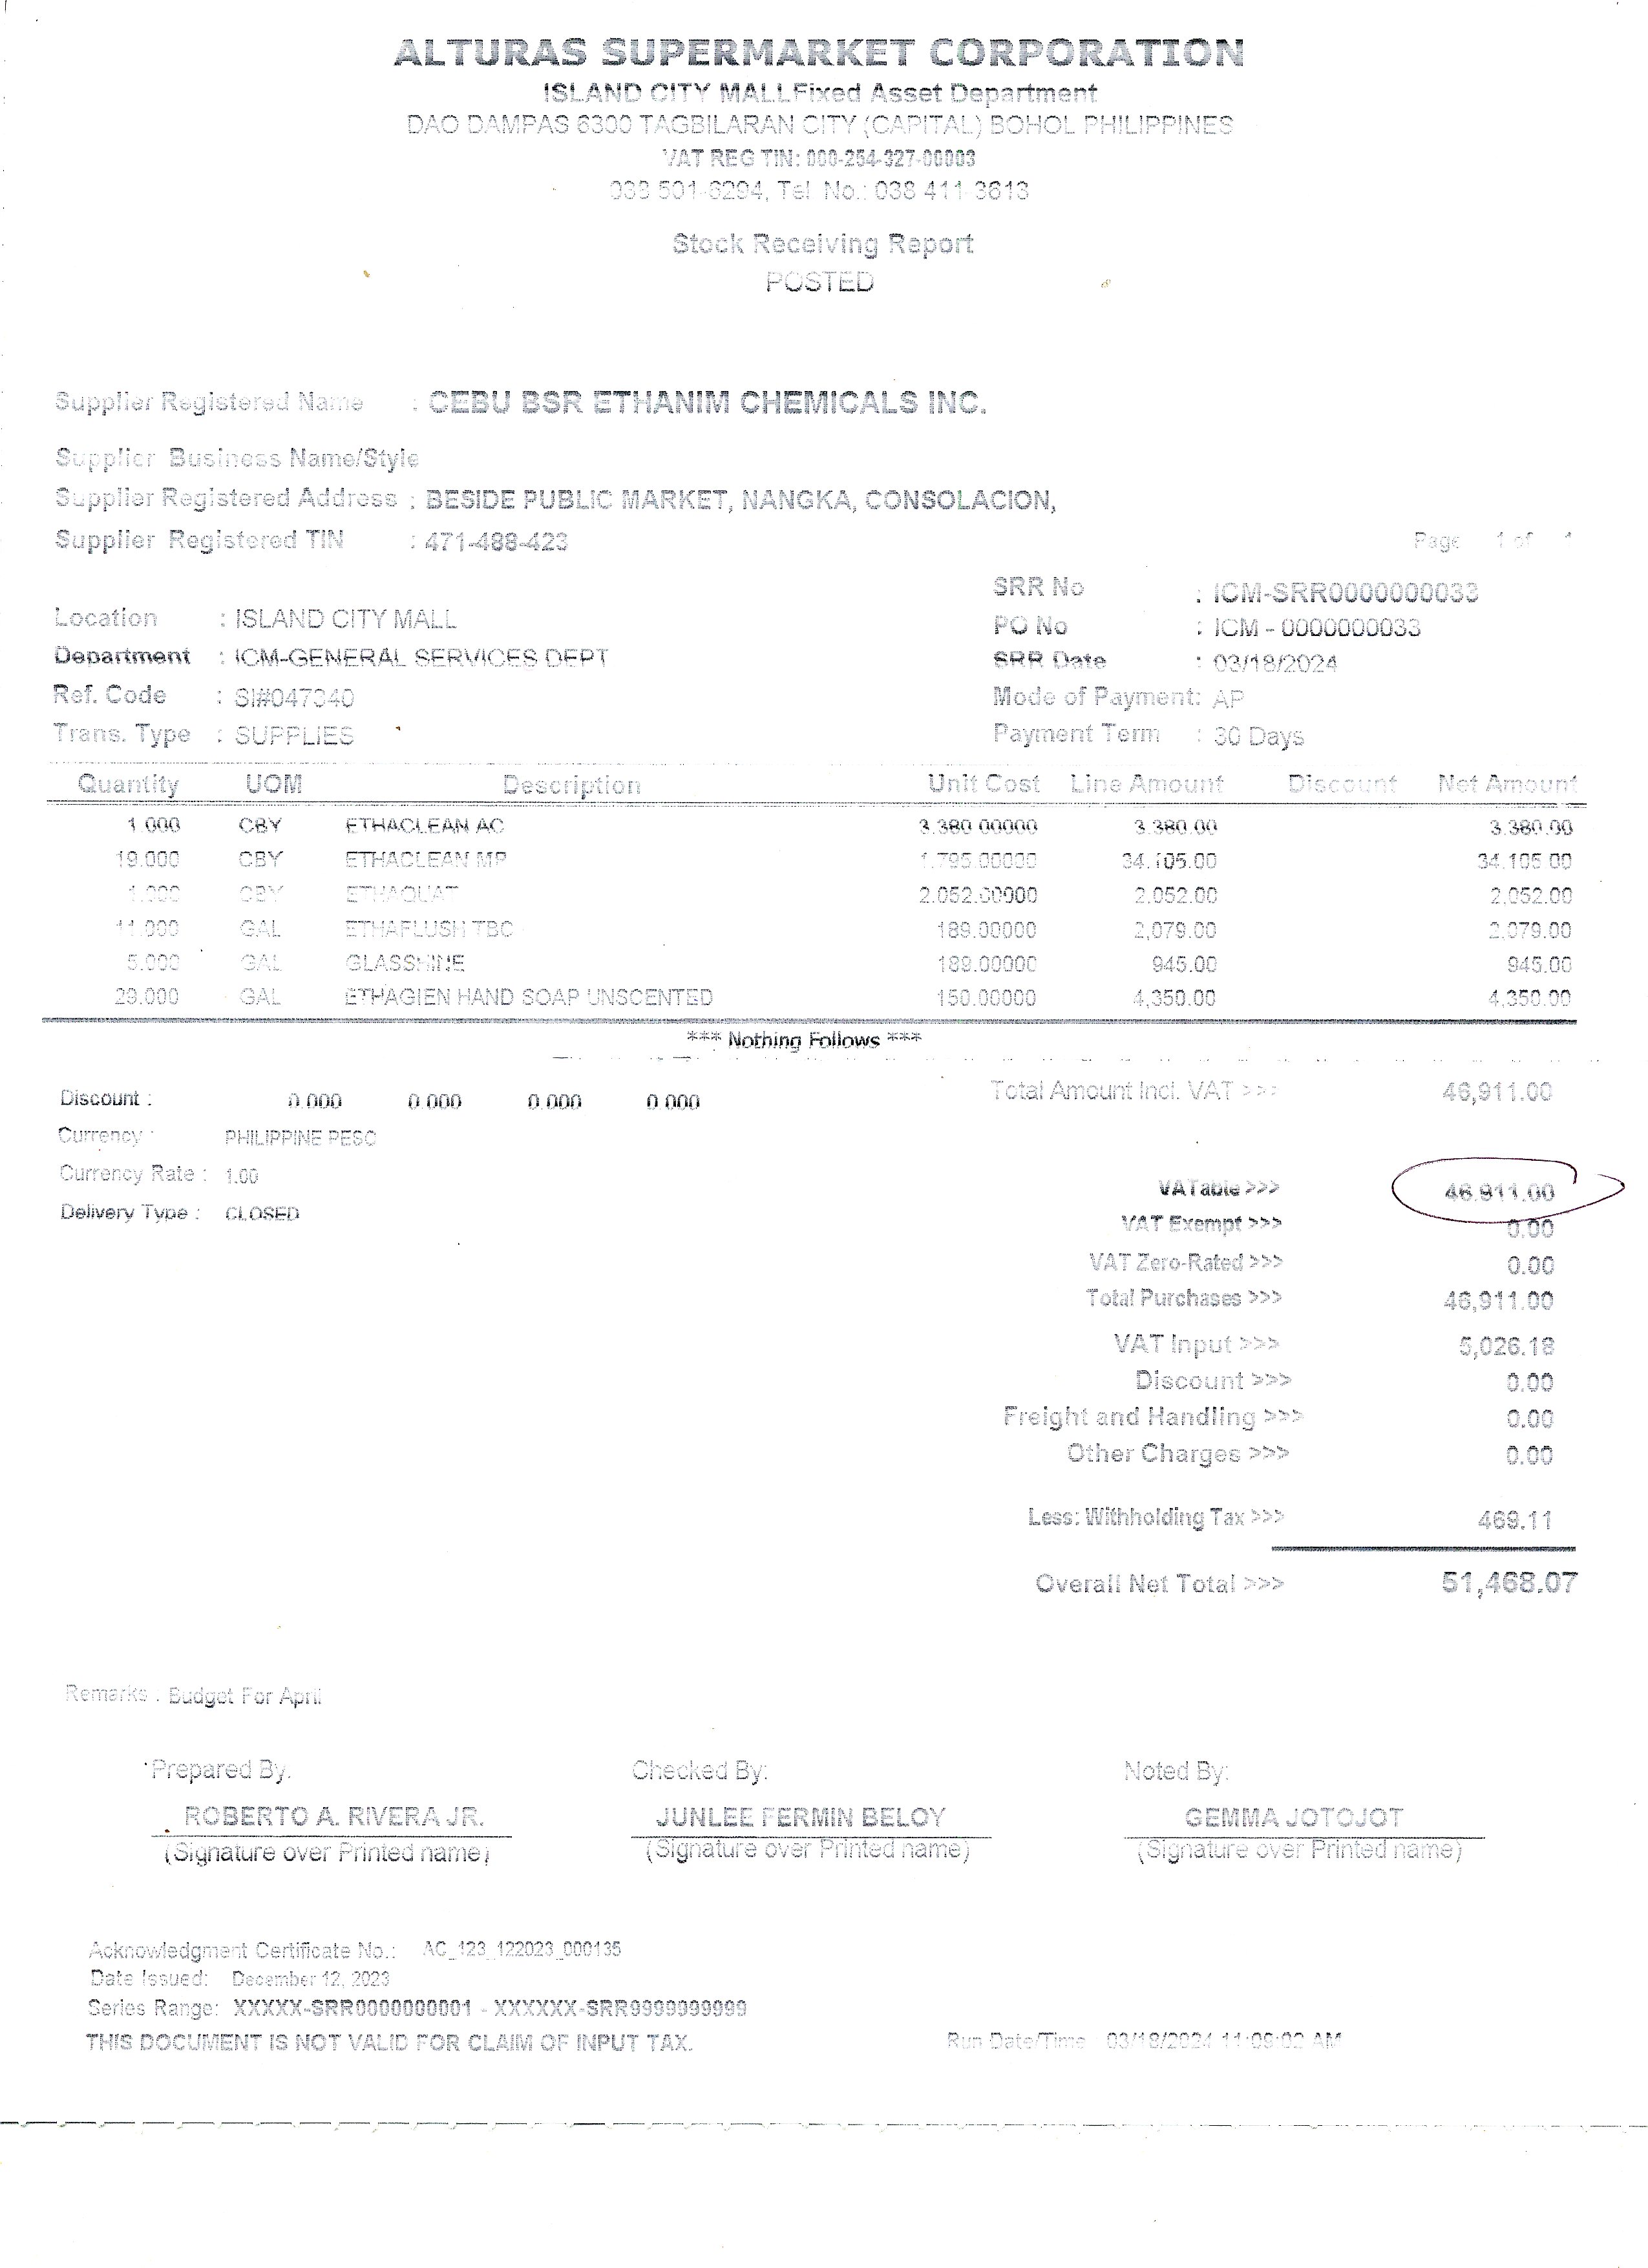 ALTURAS SUPERMARKET CORPORATION
ISLAND CITY MALLFixed Asset Department
DAO DAMPAS 6300 TAGBILARAN CITY (CAPITAL) BOHOL PHILIPPINES
VAT REG TIN: 000-254-327-00003
038 501-6294, Tel No.: 038 411-3613
Stock Receiving Report
POSTED
Supplier Registered Name : CEBU BSR ETHANIM CHEMICALS INC.
Supplier Business Name/Style
Supplier Registered Address : BESIDE PUBLIC MARKET, NANGKA, CONSOLACION,
Supplier Registered TIN : 471-488-423
Page 1 of 1
SRR No : ICM-SRR0000000033
Location : ISLAND CITY MALL
PO No : ICM - 0000000033
Department : ICM-GENERAL SERVICES DEPT
SRR Date : 03/18/2024
Ref. Code : SI#047340
Mode of Payment: AP
Trans. Type : SUPPLIES
Payment Term : 30 Days
Quantity UOM Description Unit Cost Line Amount Discount Net Amount
1.000 CBY ETHACLEAN AC 3.380.00000 3.380.00 3.380.00
19.000 CBY ETHACLEAN MP 1.795.00000 34.105.00 34.105.00
1.000 CBY ETHAQUAT 2.052.00000 2,052.00 2,052.00
11.000 GAL ETHAFLUSH TBC 189.00000 2,079.00 2.079.00
5.000 GAL GLASSHINE 189.00000 945.00 945.00
29.000 GAL ETHAGIEN HAND SOAP UNSCENTED 150.00000 4,350.00 4,350.00
*** Nothing Follows ***
Total Amount Incl. VAT >>> 46,911.00
Discount : 0.000 0.000 0.000 0.000
Currency : PHILIPPINE PESO
Currency Rate : 1.00
VATable >>> 46.911.00
Delivery Type : CLOSED
VAT Exempt >>> 0.00
VAT Zero-Rated >>> 0.00
Total Purchases >>> 46,911.00
VAT Input >>> 5,026.18
Discount >>> 0.00
Freight and Handling >>> 0.00
Other Charges >>> 0.00
Less: Withholding Tax >>> 469.11
Overall Net Total >>> 51,468.07
Remarks : Budget For April
Prepared By. Checked By: Noted By:
ROBERTO A. RIVERA JR. JUNLEE FERMIN BELOY GEMMA JOTOJOT
(Signature over Printed name) (Signature over Printed name) (Signature over Printed name)
Acknowledgment Certificate No.: AC_123_122023_000135
Date Issued: December 12, 2023
Series Range: XXXXX-SRR0000000001 - XXXXXX-SRR9999999999
THIS DOCUMENT IS NOT VALID FOR CLAIM OF INPUT TAX.
Run Date/Time : 03/18/2024 11:09:02 AM